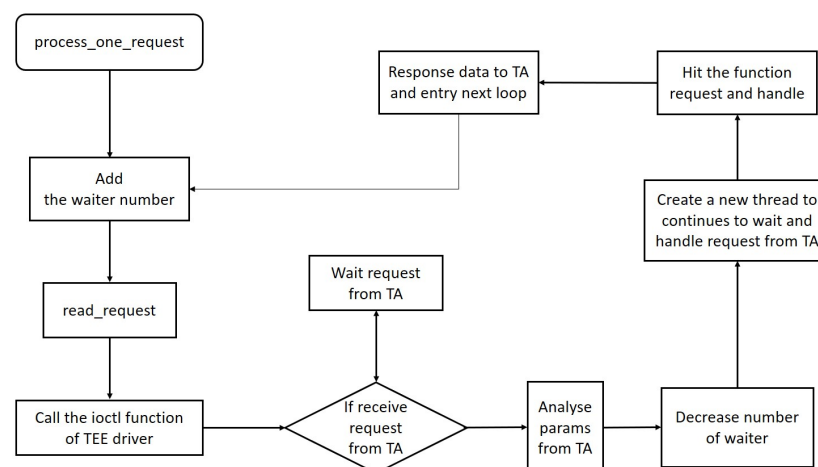 process_one_request
Response data to TA
and entry next loop
Hit the function
request and handle
Add
the waiter number
Create a new thread to
continues to wait and
handle request from TA
Wait request
from TA
read_request
Call the ioctl function
of TEE driver
If receive
request
from TA
Analyse
params
from TA
Decrease number
of waiter